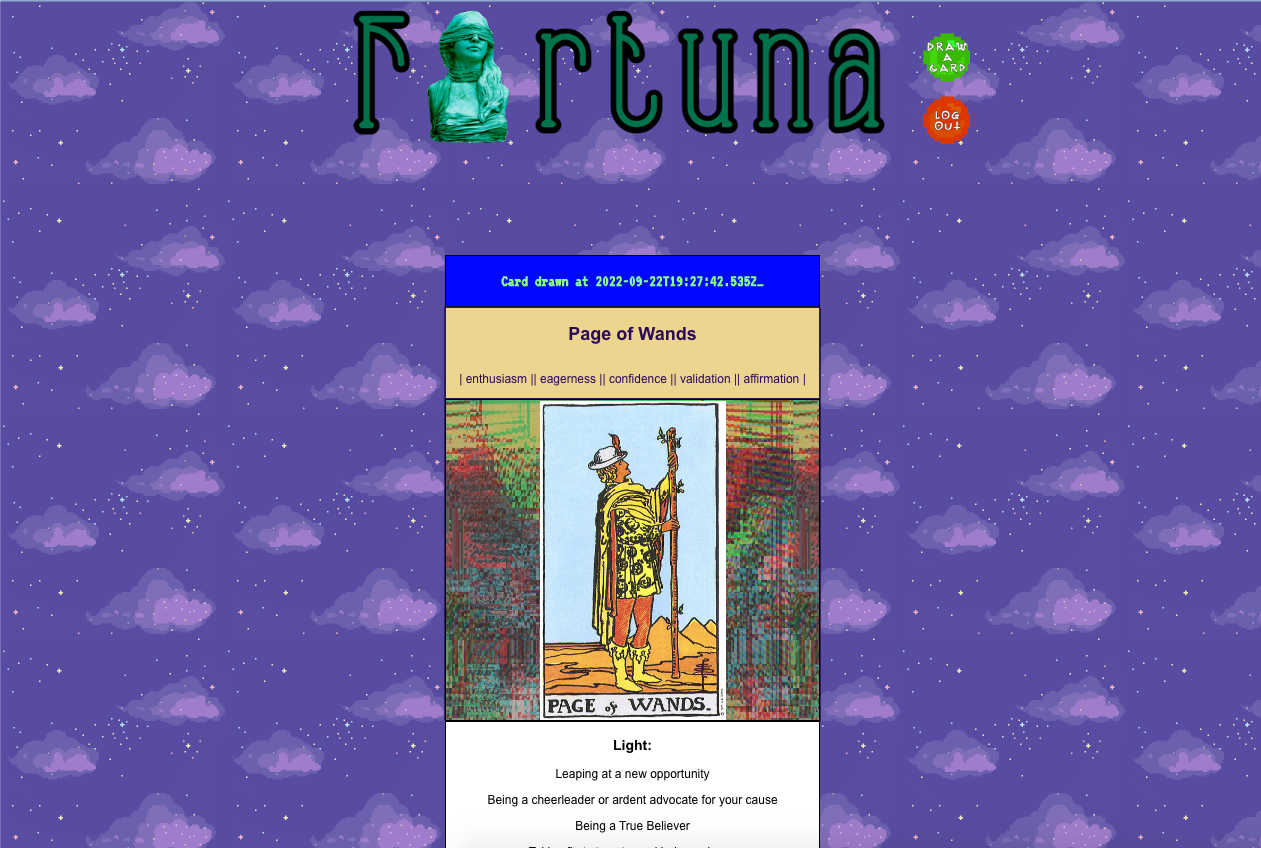 Fortuna
DRAW
A
CARD
LOG
OUT
Card drawn at 2022-09-22T19:27:42.535Z_
Page of Wands
| enthusiasm || eagerness || confidence || validation || affirmation |
PAGE of WANDS.
Light:
Leaping at a new opportunity
Being a cheerleader or ardent advocate for your cause
Being a True Believer